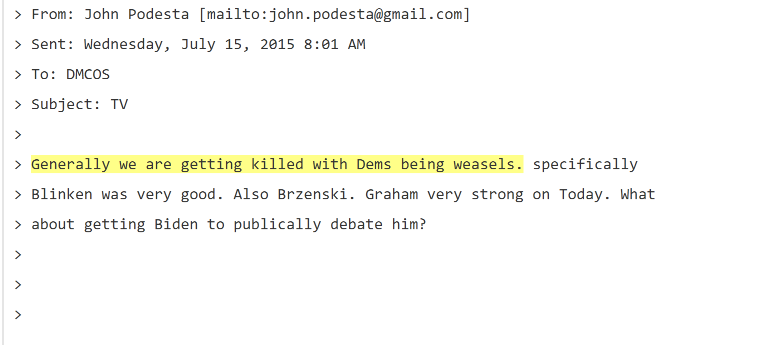 > From: John Podesta [mailto:john.podesta@gmail.com]
> Sent: Wednesday, July 15, 2015 8:01 AM
> To: DMCOS
> Subject: TV
>
> Generally we are getting killed with Dems being weasels. specifically
> Blinken was very good. Also Brzenski. Graham very strong on Today. What
> about getting Biden to publically debate him?
>
>
>